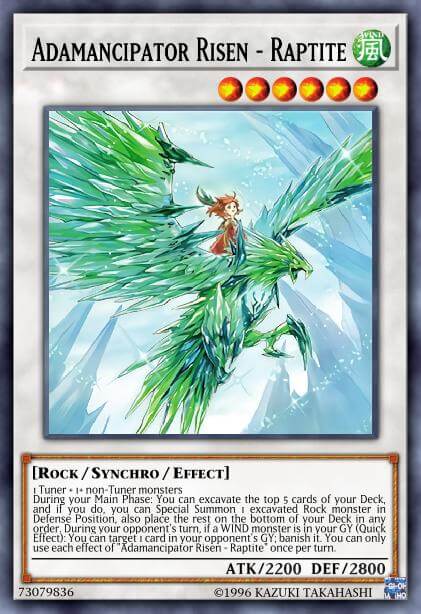 ADAMANCIPATOR RISEN - RAPTITE
WIND
風
[ROCK / SYNCHRO / EFFECT]
1 Tuner + 1+ non-Tuner monsters
During your Main Phase: You can excavate the top 5 cards of your Deck,
and if you do, you can Special Summon 1 excavated Rock monster in
Defense Position, also place the rest on the bottom of your Deck in any
order. During your opponent's turn, if a WIND monster is in your GY (Quick
Effect): You can target 1 card in your opponent's GY; banish it. You can only
use each effect of "Adamancipator Risen - Raptite" once per turn.
ATK/2200 DEF/2800
73079836
©1996 KAZUKI TAKAHASHI